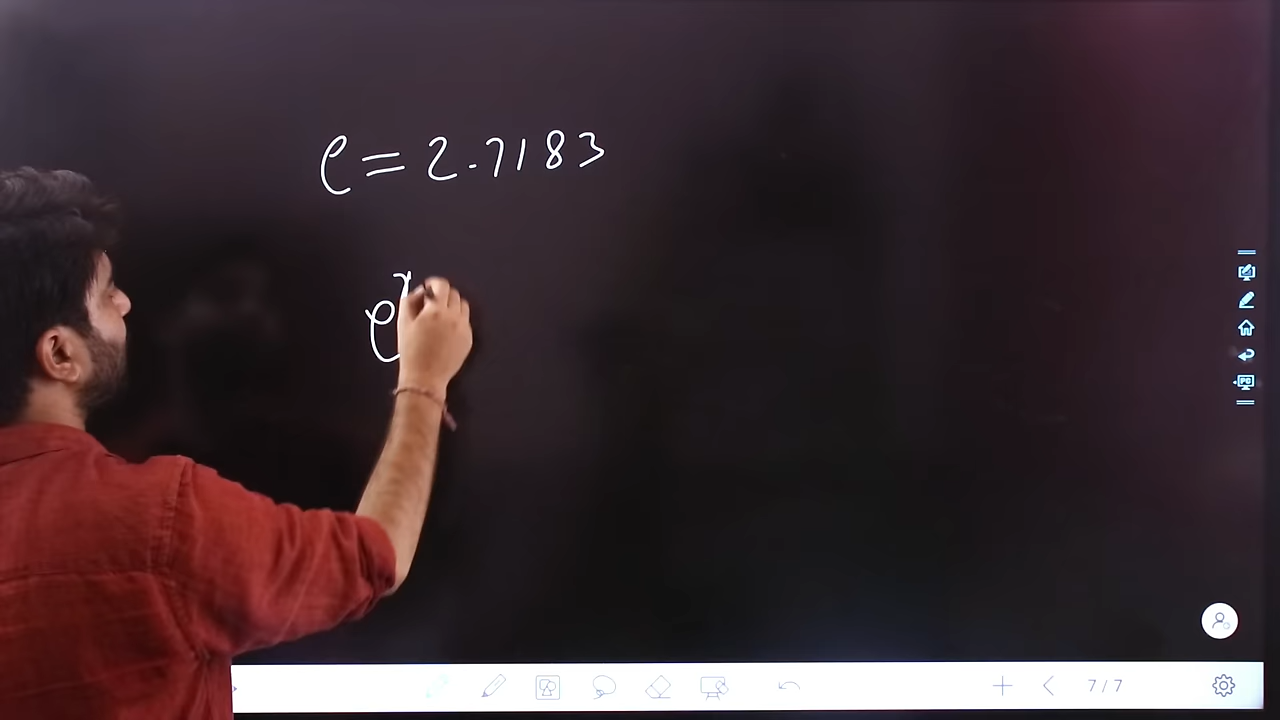 e = 2.7183
e
7/7